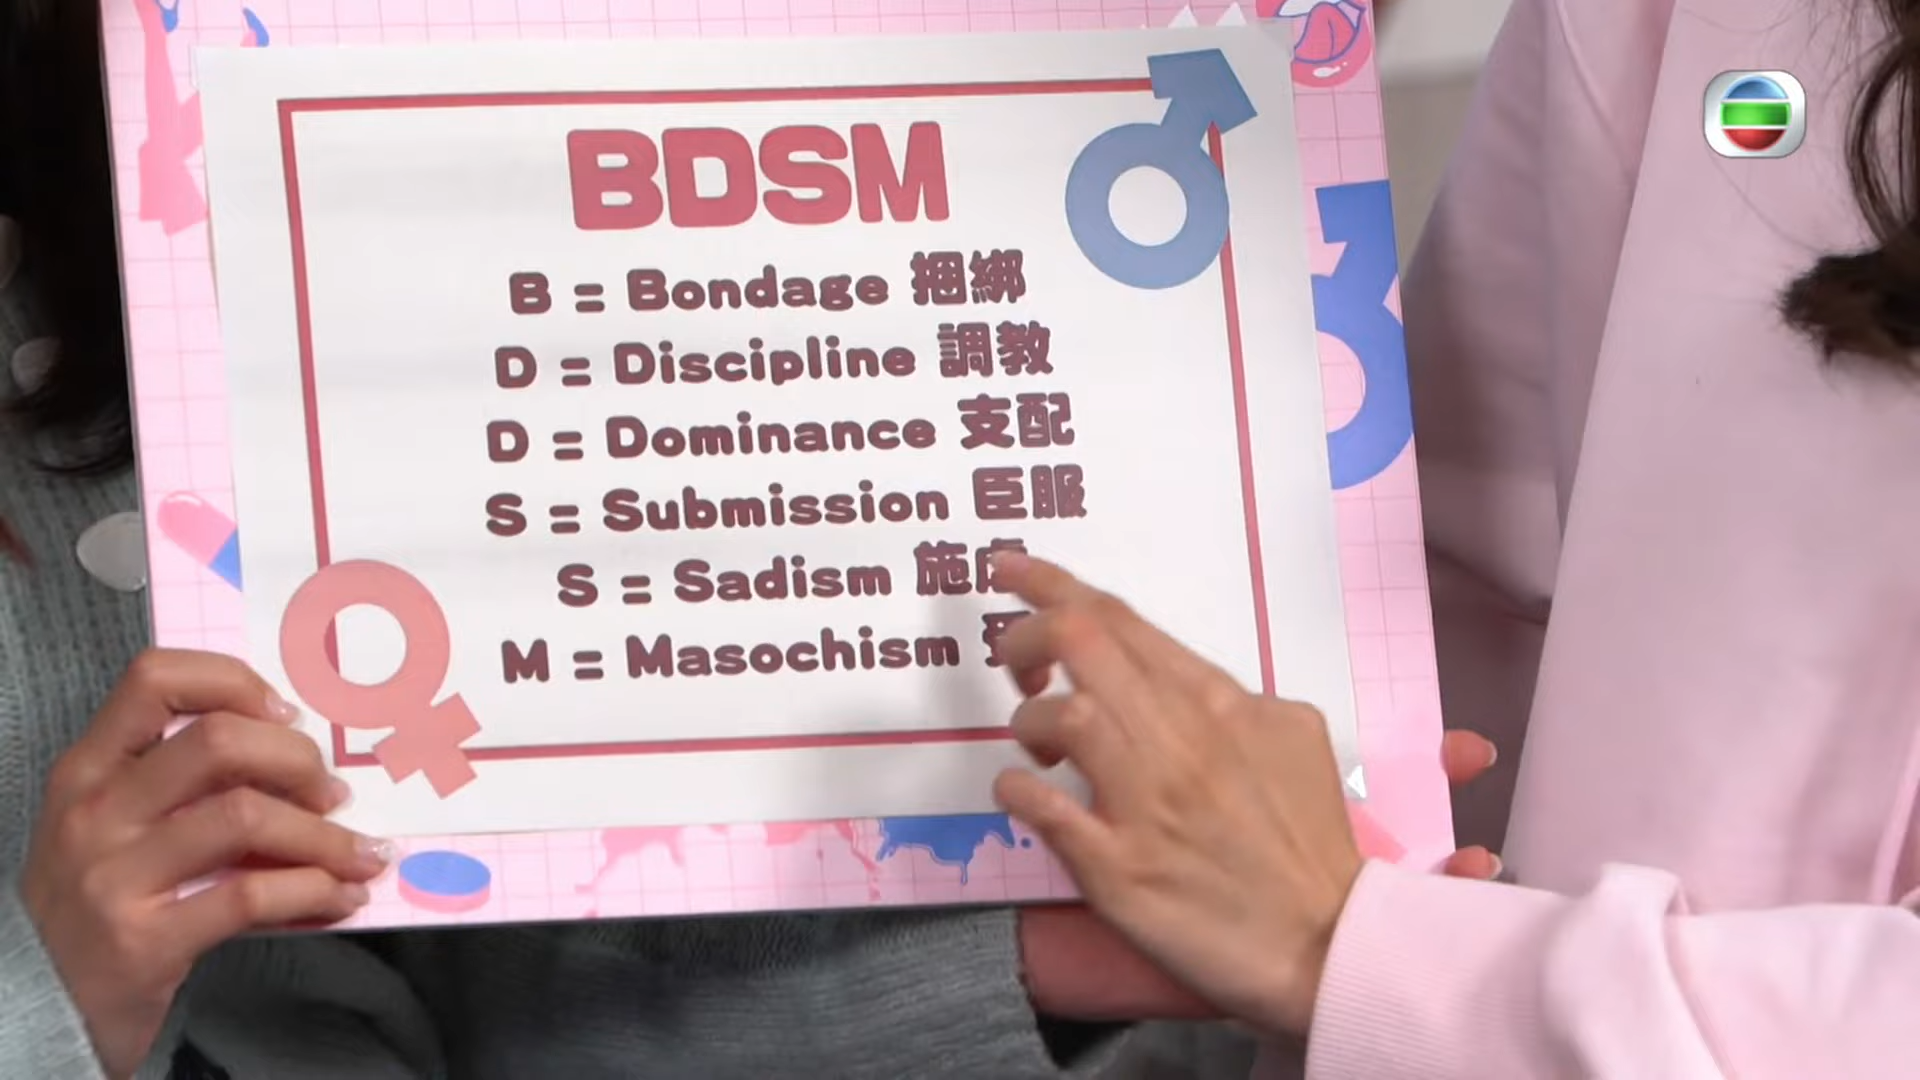 BDSM
B = Bondage 捆綁
D = Discipline 調教
D = Dominance 支配
S = Submission 臣服
S = Sadism 施
M = Masochism